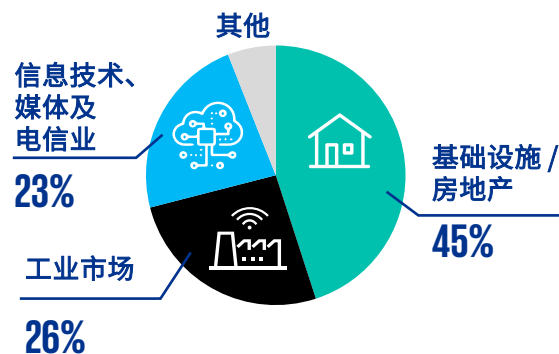 其他
信息技术、
媒体及
电信业
23%
基础设施 /
房地产
45%
工业市场
26%